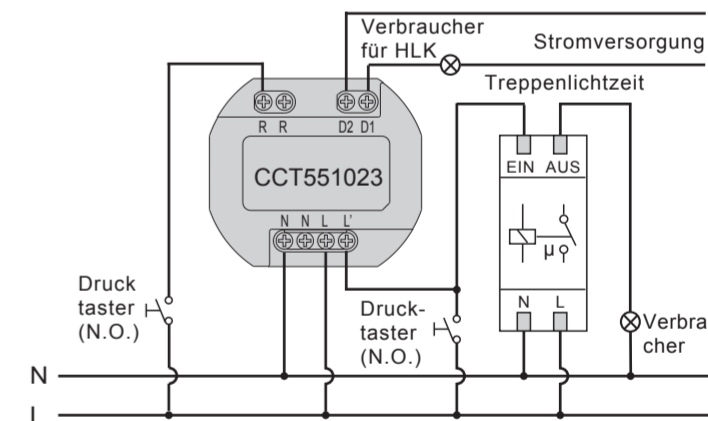 Verbraucher
für HLK
Stromversorgung
Treppenlichtzeit
R R
D2 D1
EIN AUS
CCT551023
N N L L'
µ
Druck
taster
(N.O.)
Druck-
taster
(N.O.)
N L
Verbra
cher
N
L